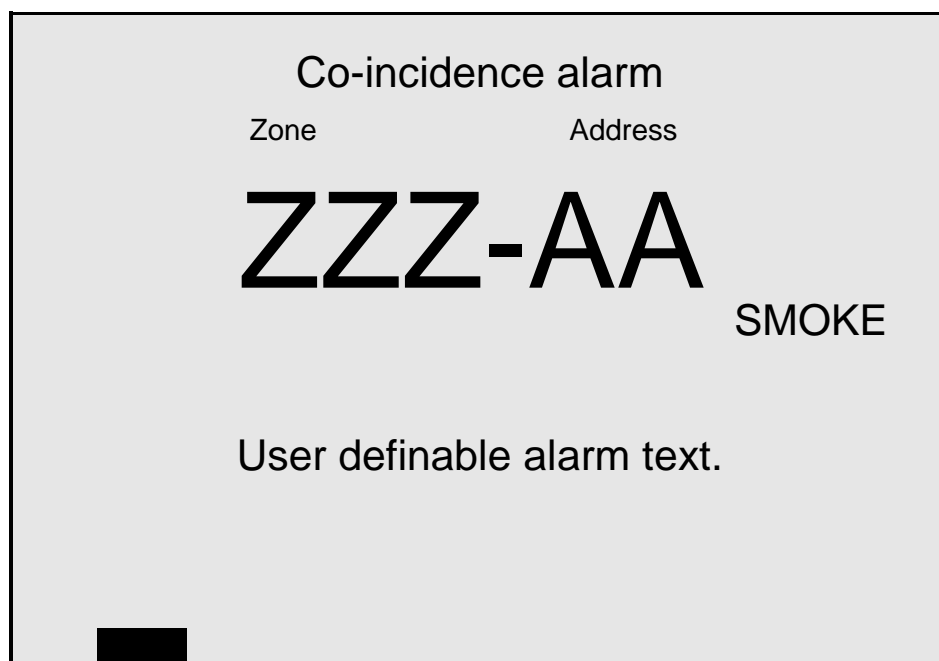 Co-incidence alarm
Zone Address
ZZZ-AA
SMOKE
User definable alarm text.